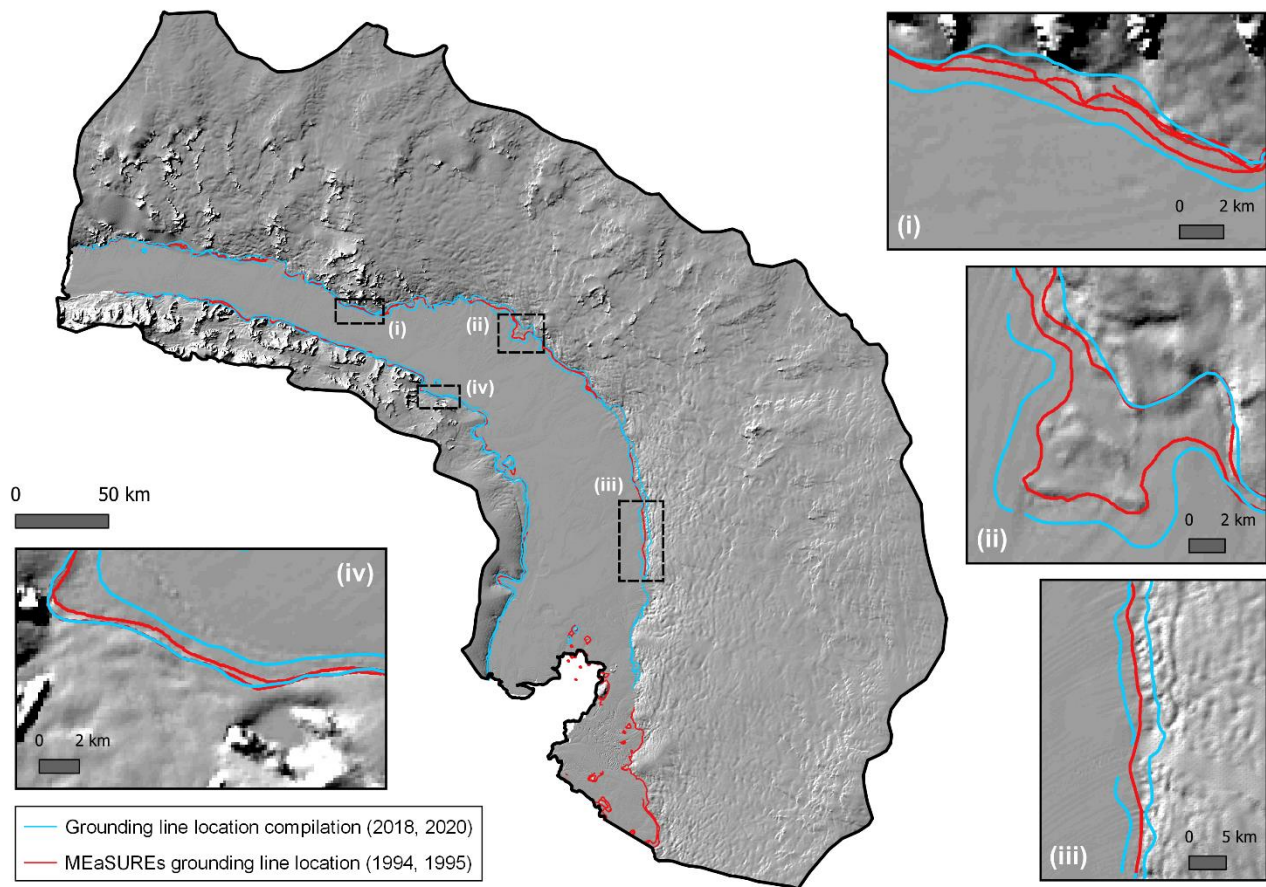 (i)
0 2 km
(i)
(ii)
(iv)
(iii)
0 50 km
(ii)
0 2 km
(iv)
0 2 km
(iii)
0 5 km
Grounding line location compilation (2018, 2020)
MEaSUREs grounding line location (1994, 1995)